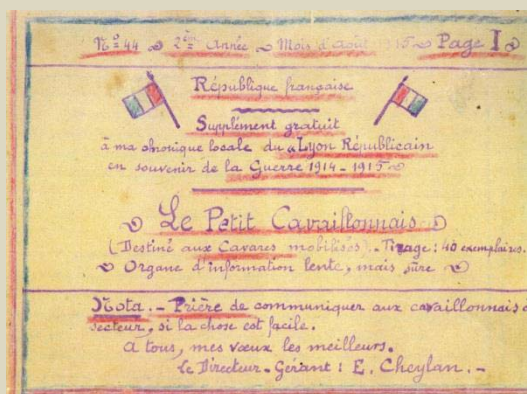 No 44 2ème Année Mois d'août 1915 Page I
République française
Supplément gratuit
à ma chronique locale du "Lyon Républicain
en souvenir de la Guerre 1914-1915
Le Petit Cavaillonnais
(Destiné aux Cavares mobilisés). Tirage : 40 exemplaires.
Organe d'information lente, mais sûre
Nota. - Prière de communiquer aux cavaillonnais
secteur, si la chose est facile.
A tous, mes vœux les meilleurs.
Le Directeur-Gérant : E. Cheylan. -